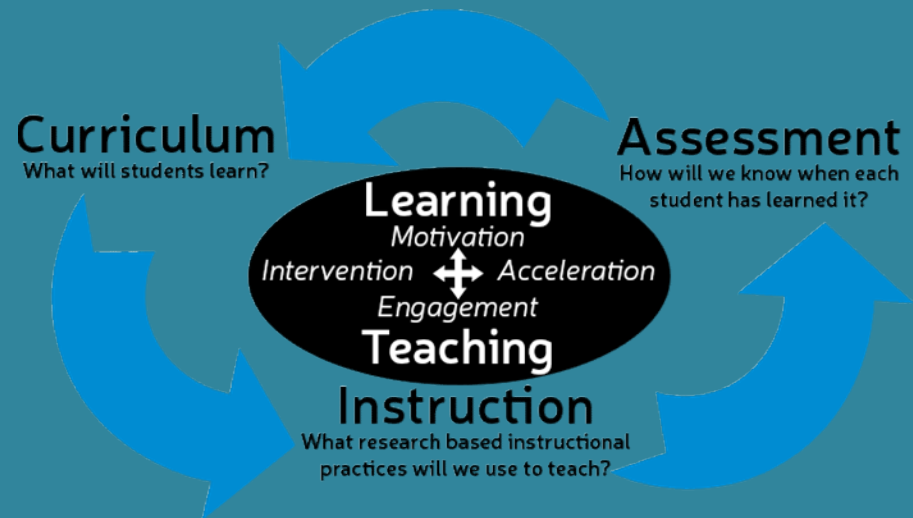 Curriculum
What will students learn?
Assessment
How will we know when each
student has learned it?
Learning
Motivation
Intervention Acceleration
Engagement
Teaching
Instruction
What research based instructional
practices will we use to teach?